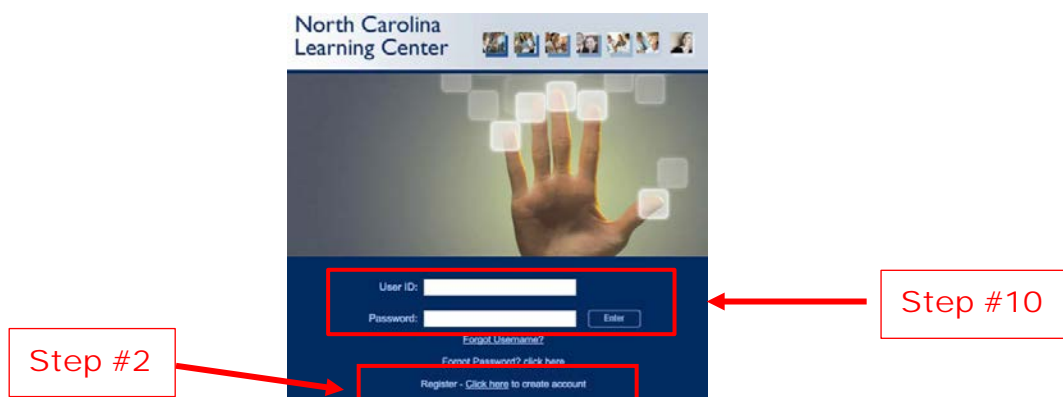 North Carolina
Learning Center
User ID:
Password:
Enter
Step #10
Forgot Username?
Forgot Password? click here
Step #2
Register - Click here to create account